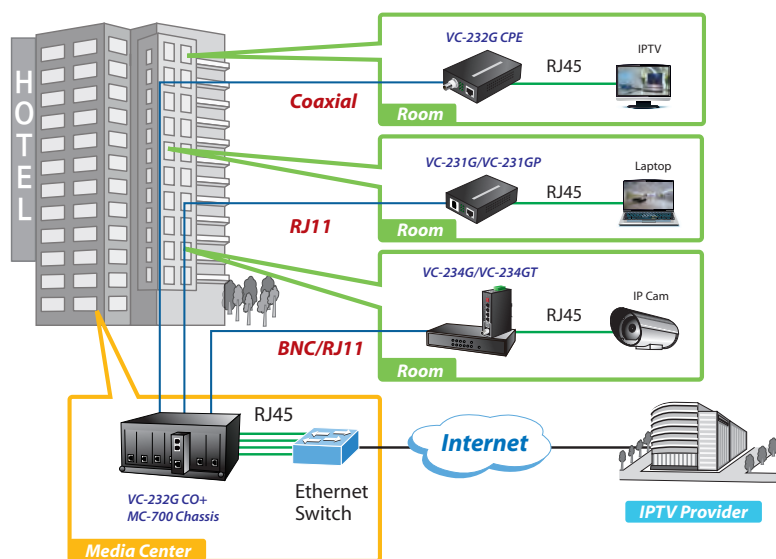 HOTEL
VC-232G CPE
RJ45
IPTV
Coaxial
Room
VC-231G/VC-231GP
RJ45
Laptop
RJ11
Room
VC-234G/VC-234GT
RJ45
IP Cam
BNC/RJ11
Room
RJ45
VC-232G CO+
MC-700 Chassis
Ethernet
Switch
Media Center
Internet
IPTV Provider